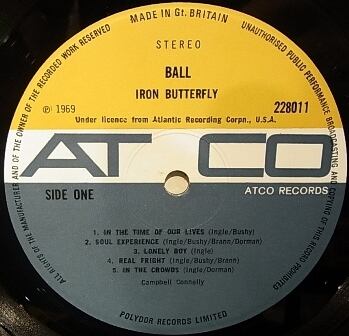 MADE IN Gt. BRITAIN
UNAUTHORISED PUBLIC PERFORMANCE BROADCASTING AND COPYING OF THIS RECORD PROHIBITED
ALL RIGHTS OF THE MANUFACTURER AND OF THE OWNER OF THE RECORDED WORK RESERVED
STEREO
BALL
IRON BUTTERFLY
℗ 1969
228011
Under licence from Atlantic Recording Corpn., U.S.A.
ATCO
SIDE ONE
ATCO RECORDS
1. IN THE TIME OF OUR LIVES (Ingle/Bushy)
2. SOUL EXPERIENCE (Ingle/Bushy/Brann/Dorman)
3. LONELY BOY (Ingle)
4. REAL FRIGHT (Ingle/Bushy/Brann)
5. IN THE CROWDS (Ingle/Dorman)
Campbell Connelly
POLYDOR RECORDS LIMITED